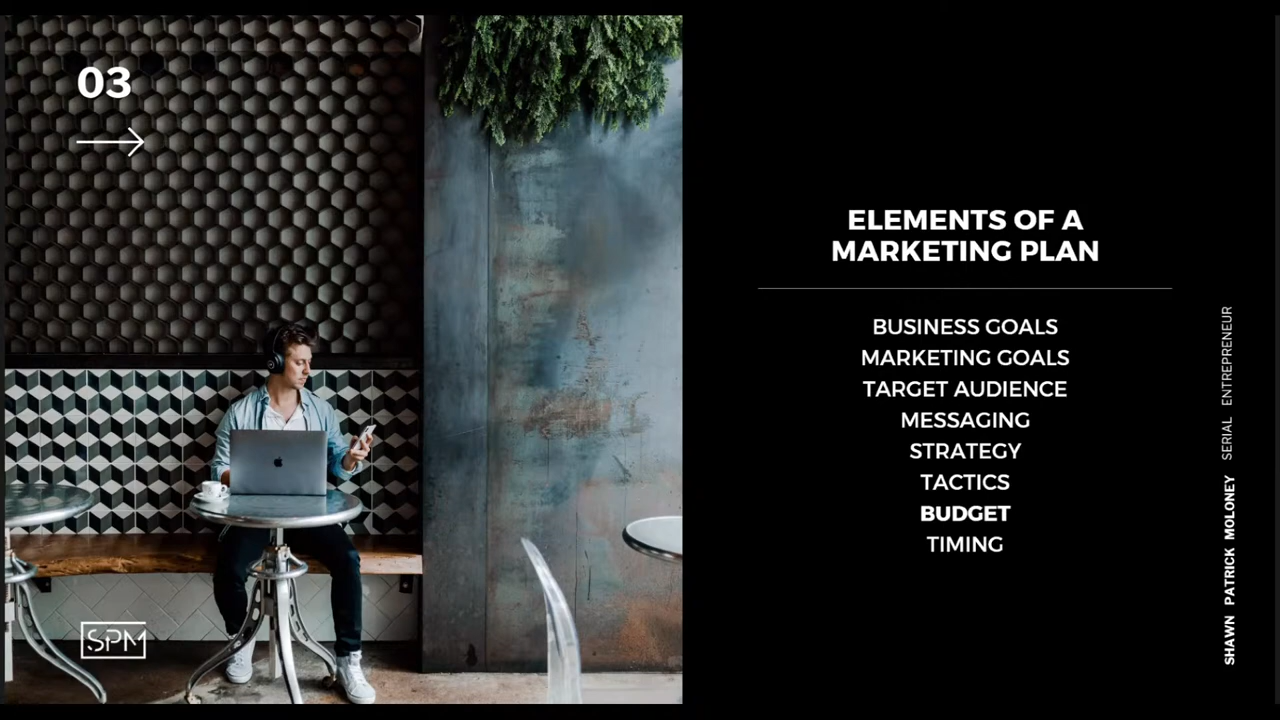 03
ELEMENTS OF A
MARKETING PLAN
BUSINESS GOALS
MARKETING GOALS
TARGET AUDIENCE
MESSAGING
STRATEGY
TACTICS
BUDGET
TIMING
SHAWN PATRICK MOLONEY SERIAL ENTREPRENEUR
SPM